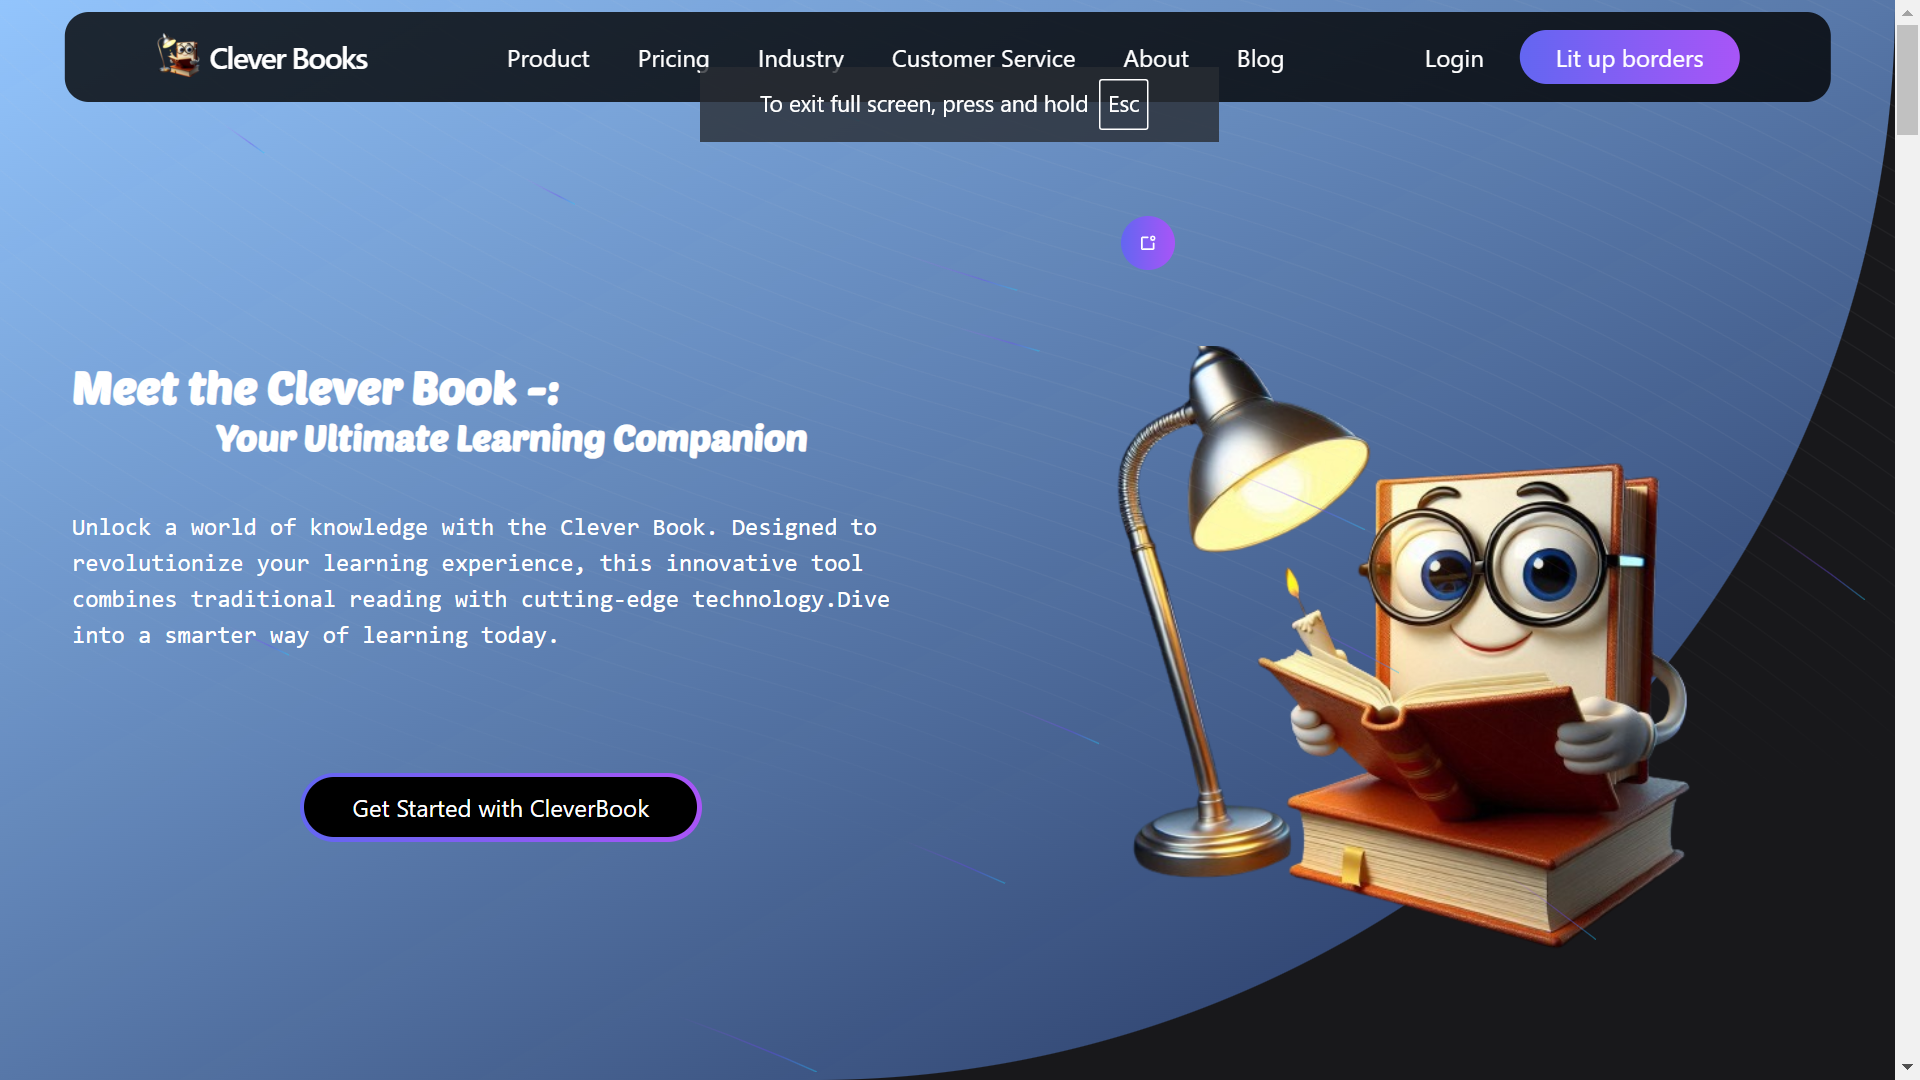 Clever Books
Product
Pricing
Industry
Customer Service
About
Blog
Login
Lit up borders
To exit full screen, press and hold Esc
Meet the Clever Book -:
Your Ultimate Learning Companion
Unlock a world of knowledge with the Clever Book. Designed to
revolutionize your learning experience, this innovative tool
combines traditional reading with cutting-edge technology.Dive
into a smarter way of learning today.
Get Started with CleverBook